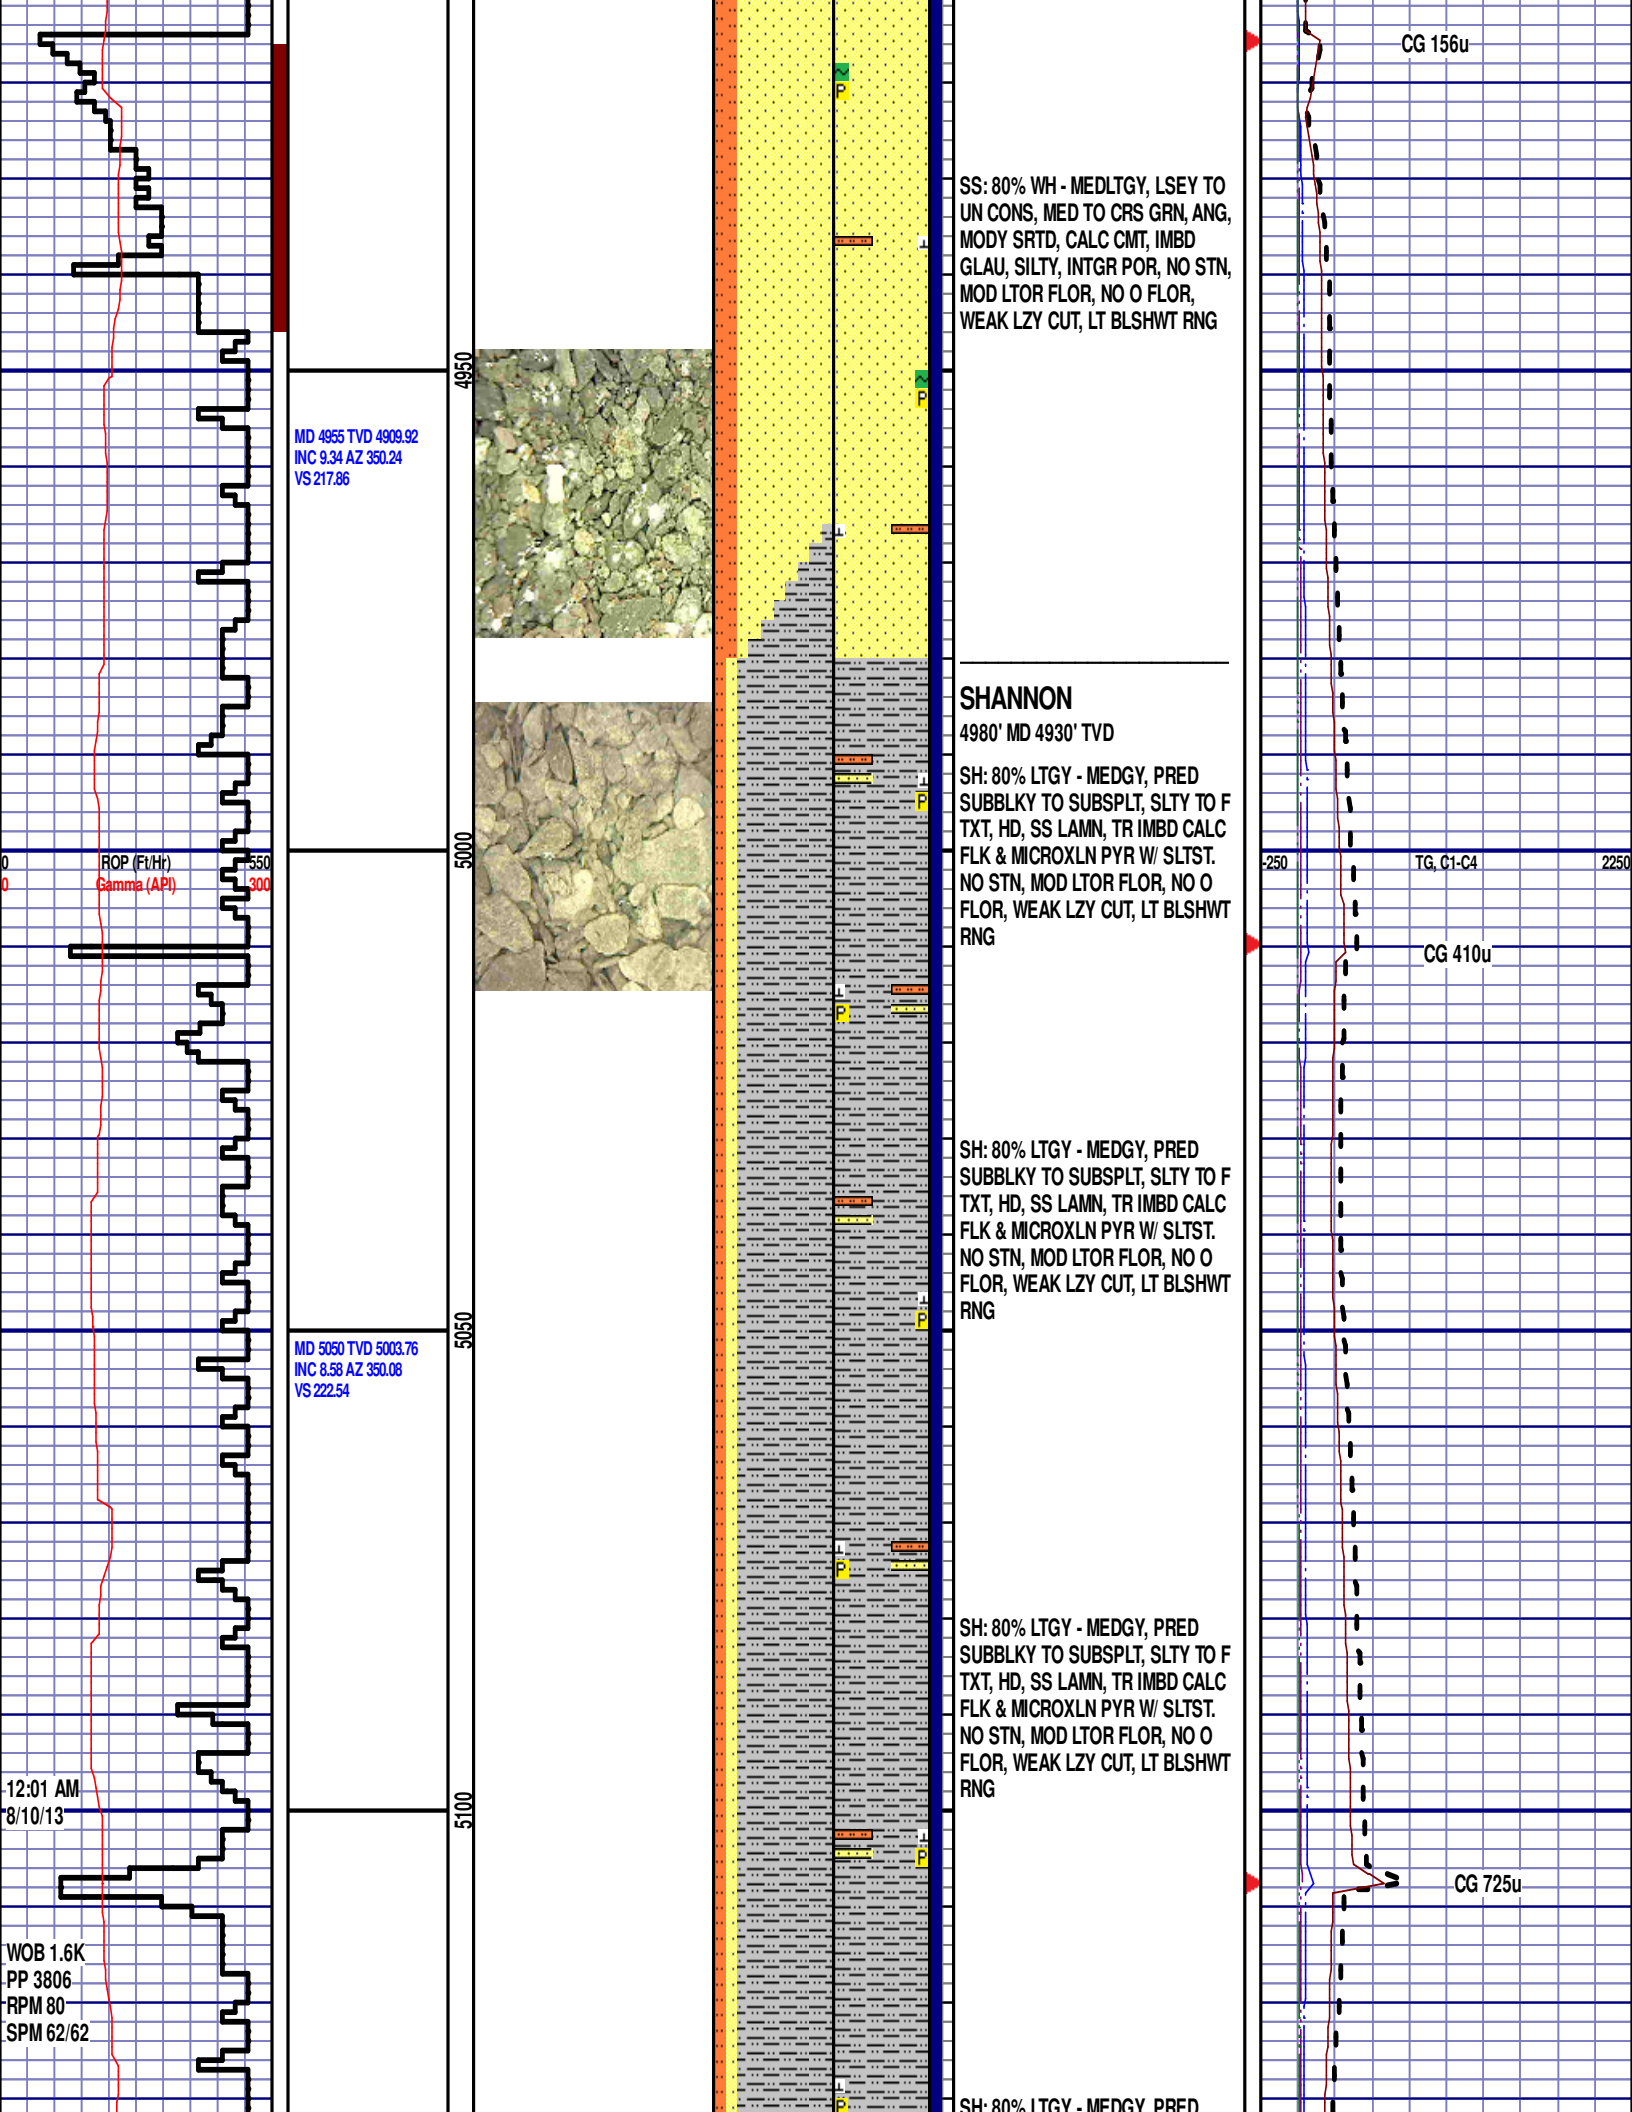 CG 156u
SS: 80% WH - MEDLTGY, LSEY TO
UN CONS, MED TO CRS GRN, ANG,
MODY SRTD, CALC CMT, IMBD
GLAU, SILTY, INTGR POR, NO STN,
MOD LTOR FLOR, NO O FLOR,
WEAK LZY CUT, LT BLSHWT RNG
P
4950
P
MD 4955 TVD 4909.92
INC 9.34 AZ 350.24
VS 217.86
SHANNON
4980' MD 4930' TVD
SH: 80% LTGY - MEDGY, PRED
SUBBLKY TO SUBSPLT, SLTY TO F
TXT, HD, SS LAMN, TR IMBD CALC
FLK & MICROXLN PYR W/ SLTST.
NO STN, MOD LTOR FLOR, NO O
FLOR, WEAK LZY CUT, LT BLSHWT
RNG
P
5000
0 ROP (Ft/Hr) 550
0 Gamma (API) 300
-250 TG, C1-C4 2250
CG 410u
P
SH: 80% LTGY - MEDGY, PRED
SUBBLKY TO SUBSPLT, SLTY TO F
TXT, HD, SS LAMN, TR IMBD CALC
FLK & MICROXLN PYR W/ SLTST.
NO STN, MOD LTOR FLOR, NO O
FLOR, WEAK LZY CUT, LT BLSHWT
RNG
P
5050
MD 5050 TVD 5003.76
INC 8.58 AZ 350.08
VS 222.54
P
SH: 80% LTGY - MEDGY, PRED
SUBBLKY TO SUBSPLT, SLTY TO F
TXT, HD, SS LAMN, TR IMBD CALC
FLK & MICROXLN PYR W/ SLTST.
NO STN, MOD LTOR FLOR, NO O
FLOR, WEAK LZY CUT, LT BLSHWT
RNG
12:01 AM
8/10/13
5100
P
CG 725u
WOB 1.6K
PP 3806
RPM 80
SPM 62/62
P
SH: 80% LTGY - MEDGY, PRED